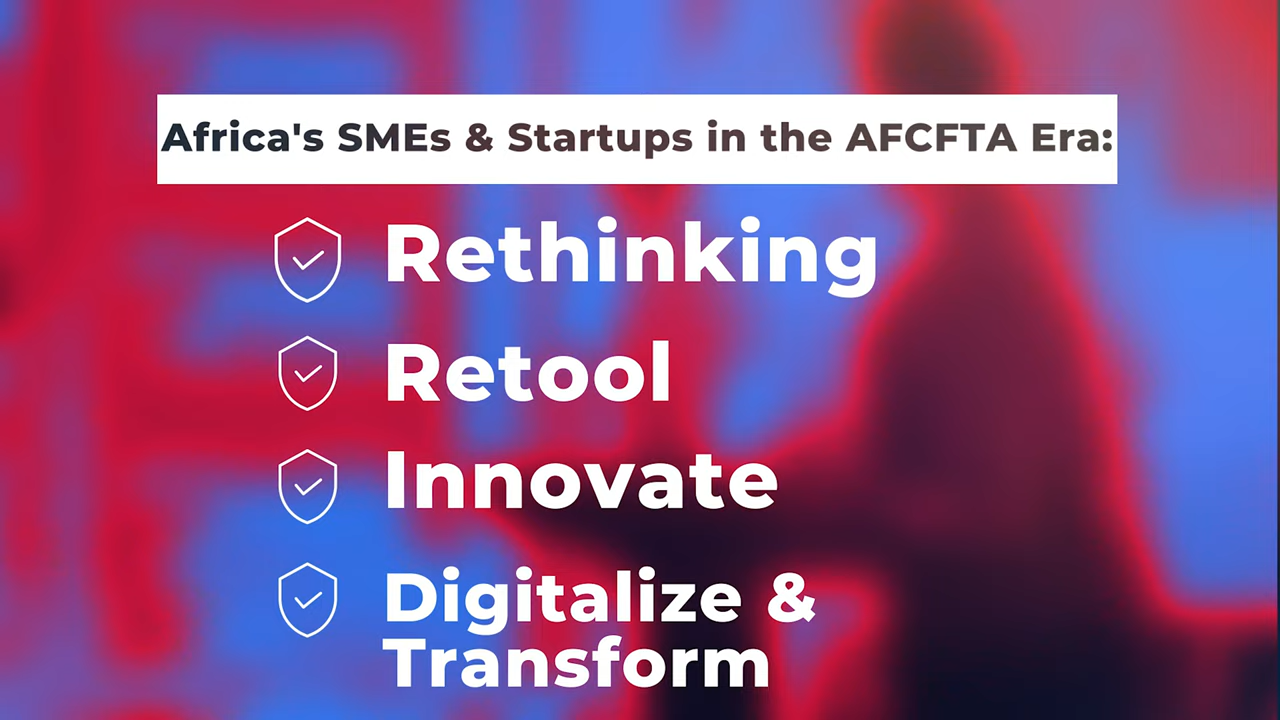 Africa's SMEs & Startups in the AFCFTA Era:
Rethinking
Retool
Innovate
Digitalize &
Transform